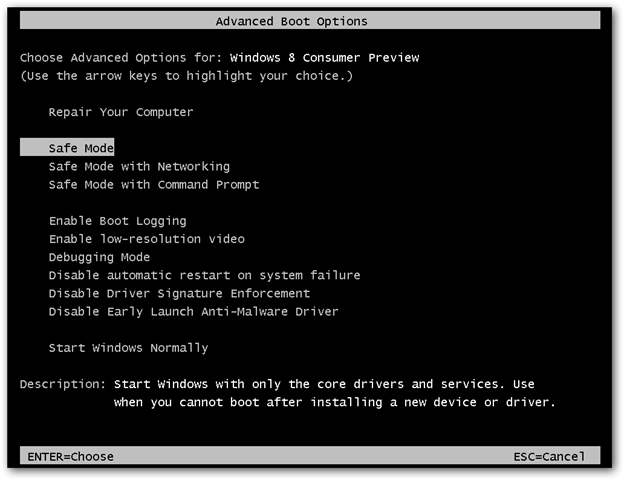 Advanced Boot Options
Choose Advanced Options for: Windows 8 Consumer Preview
(Use the arrow keys to highlight your choice.)
Repair Your Computer
Safe Mode
Safe Mode with Networking
Safe Mode with Command Prompt
Enable Boot Logging
Enable low-resolution video
Debugging Mode
Disable automatic restart on system failure
Disable Driver Signature Enforcement
Disable Early Launch Anti-Malware Driver
Start Windows Normally
Description: Start Windows with only the core drivers and services. Use
when you cannot boot after installing a new device or driver.
ENTER=Choose ESC=Cancel